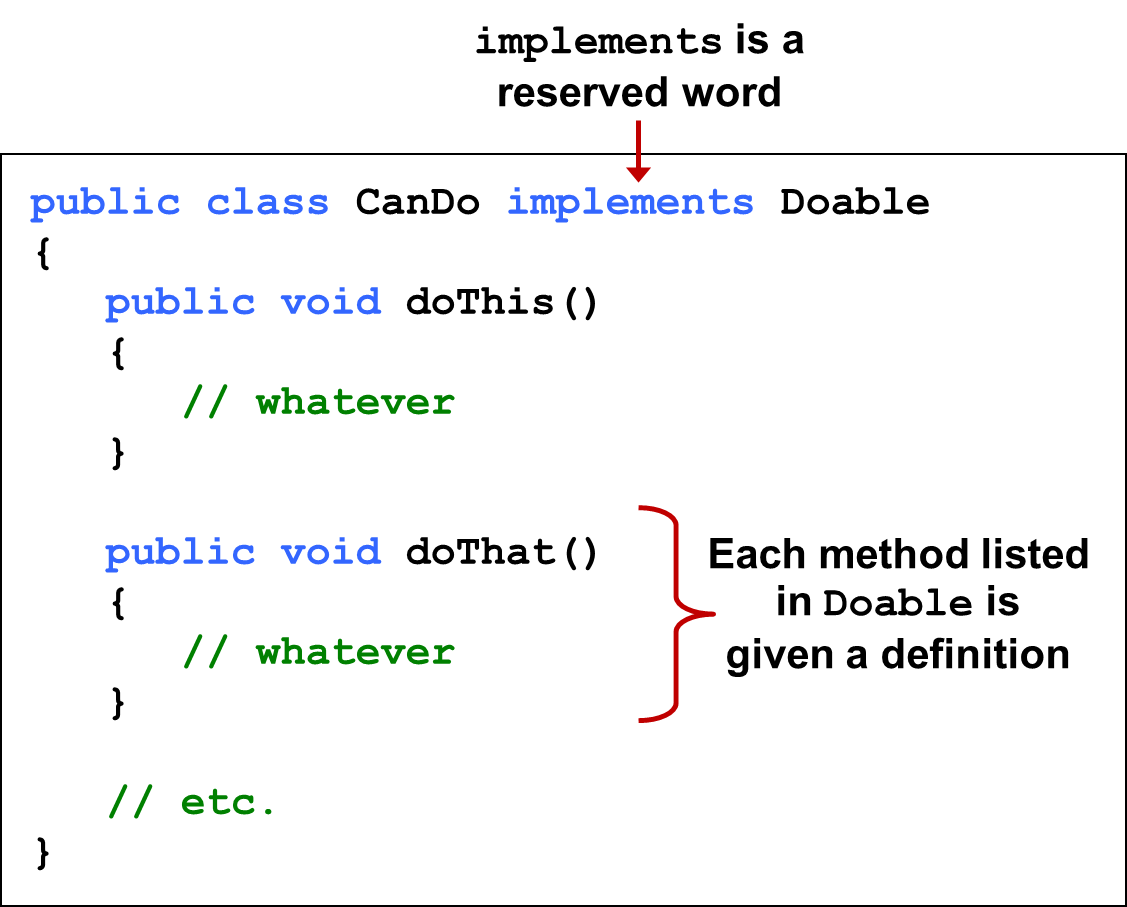 implements is a
reserved word
public class CanDo implements Doable
{
public void doThis()
{
// whatever
}
public void doThat()
{
// whatever
}
Each method listed
in Doable is
given a definition
// etc.
}